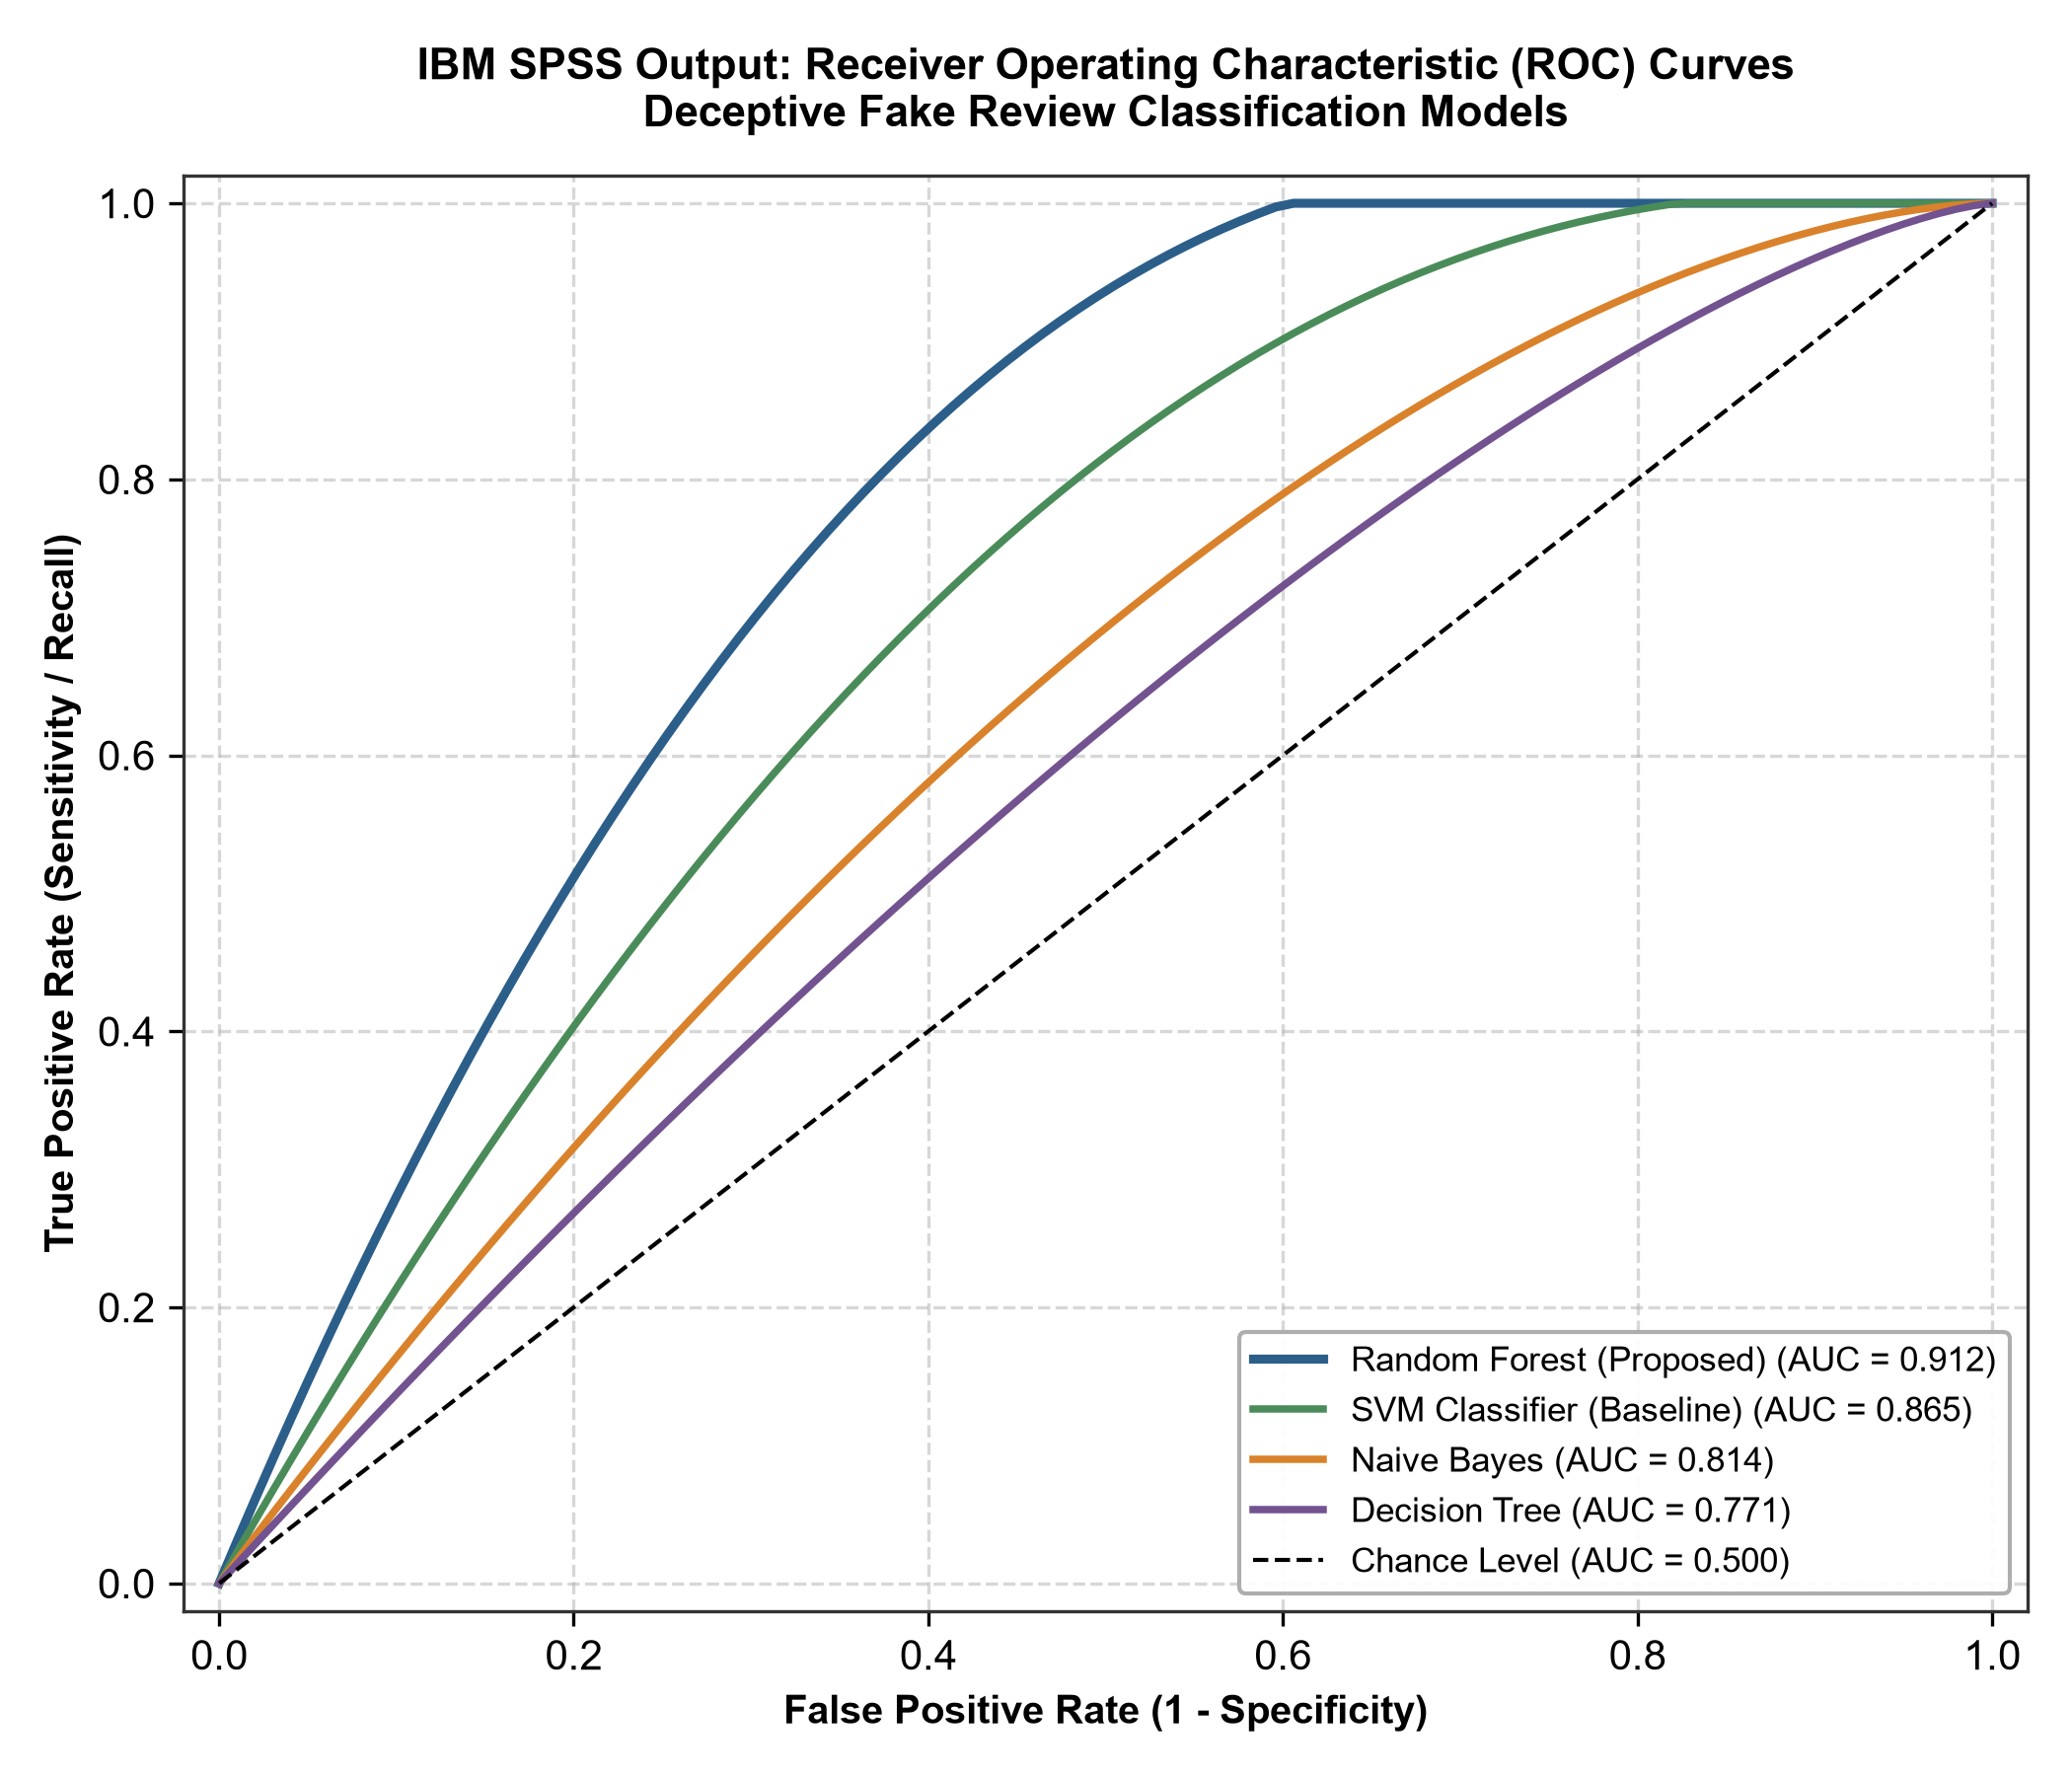 IBM SPSS Output: Receiver Operating Characteristic (ROC) Curves
Deceptive Fake Review Classification Models
True Positive Rate (Sensitivity / Recall)
1.0
0.8
0.6
0.4
0.2
0.0
Random Forest (Proposed) (AUC = 0.912)
SVM Classifier (Baseline) (AUC = 0.865)
Naive Bayes (AUC = 0.814)
Decision Tree (AUC = 0.771)
Chance Level (AUC = 0.500)
0.0 0.2 0.4 0.6 0.8 1.0
False Positive Rate (1 - Specificity)